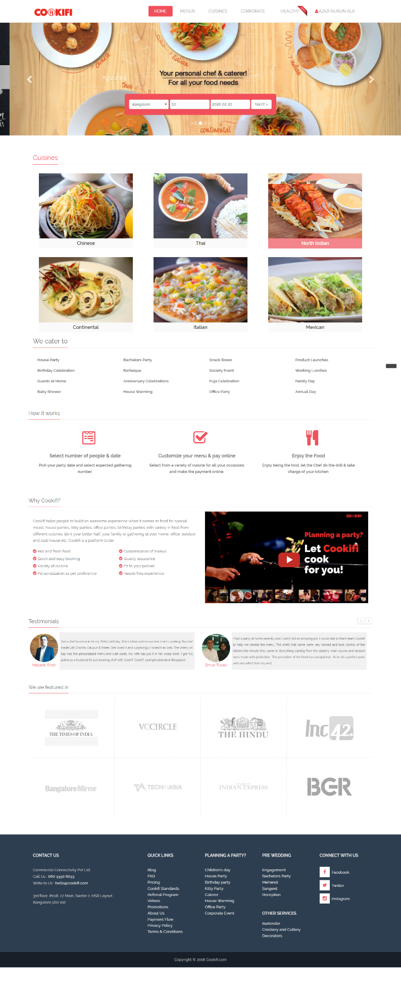 COOKIFI
HOME MENUS CUISINES CORPORATE HEALTHY AZKA NURUN ALA
chinese
italian
indian
Your personal chef & caterer!
For all your food needs
thai
Bangalore 50 2016-02-25 NEXT >
continental
Cuisines
Chinese Thai North Indian
Continental Italian Mexican
We cater to
House Party Bachelors Party Snack Boxes Product Launches
Birthday Celebration Barbeque Society Event Working Lunches
Guests at Home Anniversary Celebrations Puja Celebration Family Day
Baby Shower House Warming Office Party Annual Day
How it works
Select number of people & date Customize your menu & pay online Enjoy the Food
Pick your party date and select expected gathering Select from a variety of cuisine for all your occasions Enjoy being the host, let the Chef do the drill & take
number. and make the payment online. charge of your kitchen.
Why Cookifi?
Cookifi helps people to build an awesome experience when it comes to food for special
meals, house parties, kitty parties, office parties, birthday parties with variety in food from
different cuisines. Be it your better half, your family or gathering at your home, office, outdoor
and club house etc. Cookifi is a platform to be!
Hot and fresh food Customisation of menus
Quick and easy booking Quality assurance
Variety of cuisine Fit to your pocket
Personalization as per preference Hassle free experience
COOKIFI
Planning a party?
Let Cookifi
cook
for you!
Testimonials
Got a chef to come in for my Wife's birthday. She is bihari and misses her mum's cooking, the chef
made Litti Chokha, Dal puri & Kheer. She loved it and surprisingly I loved it as well. The cherry on
top was the personalised menu and cute cards, my wife has put it in her scrap book. I got full
points as a husband for just booking chef with Cookifi. Cookifi, saving husbands in Bangalore.
Mayank Shah
I had a party at home recently and Cookifi did an amazing job. I would like to thank team Cookifi
to help me decide the menu. The chefs that came were very trained and took control of the
kitchen the minute they came in. Everything starting from the starters, main course and dessert
were made with perfection. The prestation of the food was exceptional. All in all a perfect party
with zero effort from my end.
Shruti Tiwari
We are featured in
THE TIMES OF INDIA VCCIRCLE THE HINDU Inc42.
BangaloreMirror TECHINASIA INDIAN EXPRESS BGR
CONTACT US
Commercio Connectivity Pvt Ltd
Call Us : 080 3350 8033
Write to Us : hello@cookifi.com
3rd floor, #108, 27 Main, Sector 2, HSR Layout,
Bangalore 560 102
QUICK LINKS
Blog
FAQ
Pricing
Cookifi Standards
Referral Program
Videos
Promotions
About Us
Payment Flow
Privacy Policy
Terms & Conditions
PLANNING A PARTY?
Children's day
House Party
Birthday party
Kitty Party
Caterer
House Warming
Office Party
Corporate Event
PRE WEDDING
Engagement
Bachelors Party
Mehendi
Sangeet
Reception
OTHER SERVICES
Bartender
Crockery and Cutlery
Decorators
CONNECT WITH US
Facebook
Twitter
Instagram
Copyright © 2016 Cookifi.com